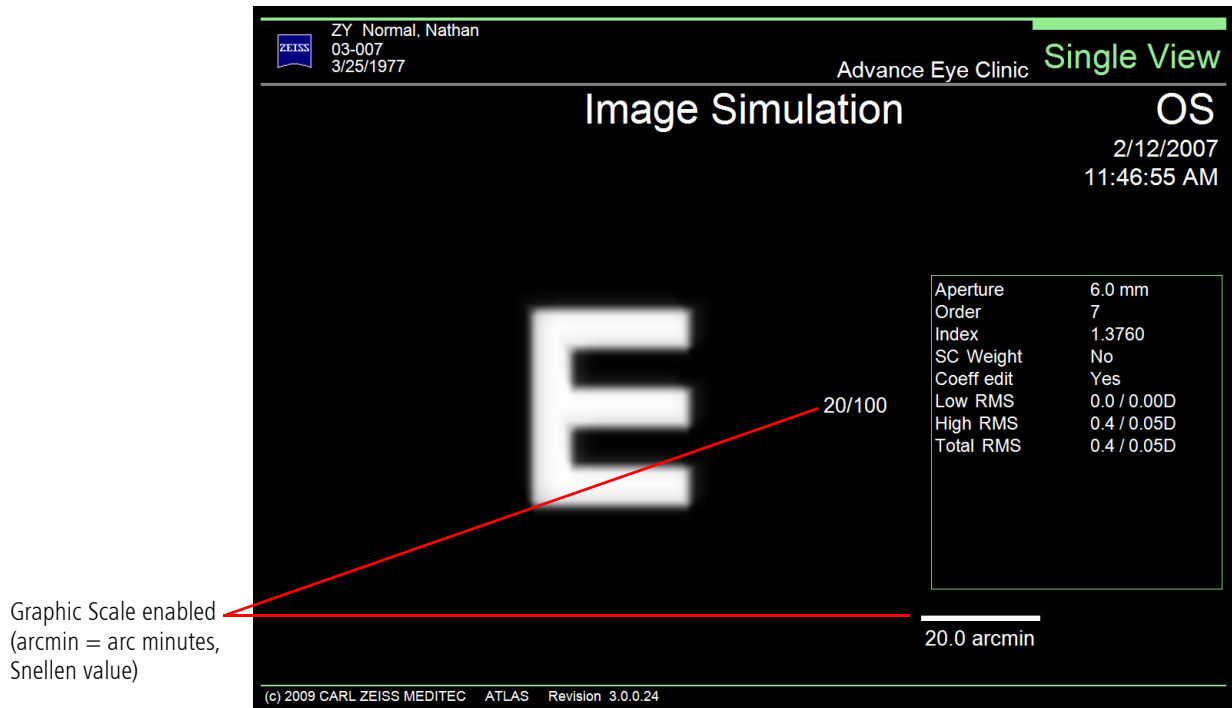 ZEISS
ZY Normal, Nathan
03-007
3/25/1977
Advance Eye Clinic
Single View
Image Simulation
OS
2/12/2007
11:46:55 AM
E
20/100
Aperture 6.0 mm
Order 7
Index 1.3760
SC Weight No
Coeff edit Yes
Low RMS 0.0 / 0.00D
High RMS 0.4 / 0.05D
Total RMS 0.4 / 0.05D
Graphic Scale enabled
(arcmin = arc minutes,
Snellen value)
20.0 arcmin
(c) 2009 CARL ZEISS MEDITEC ATLAS Revision 3.0.0.24